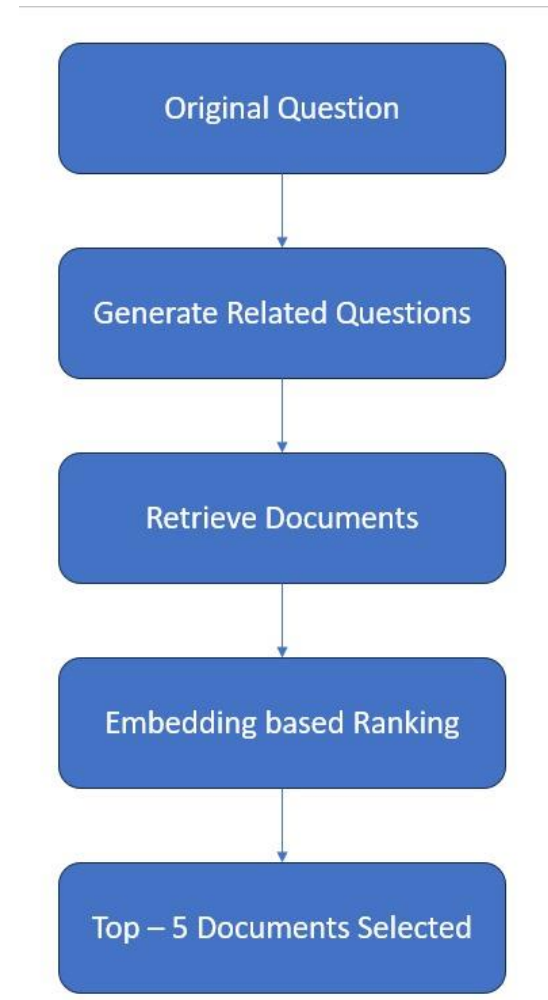 Original Question
Generate Related Questions
Retrieve Documents
Embedding based Ranking
Top – 5 Documents Selected